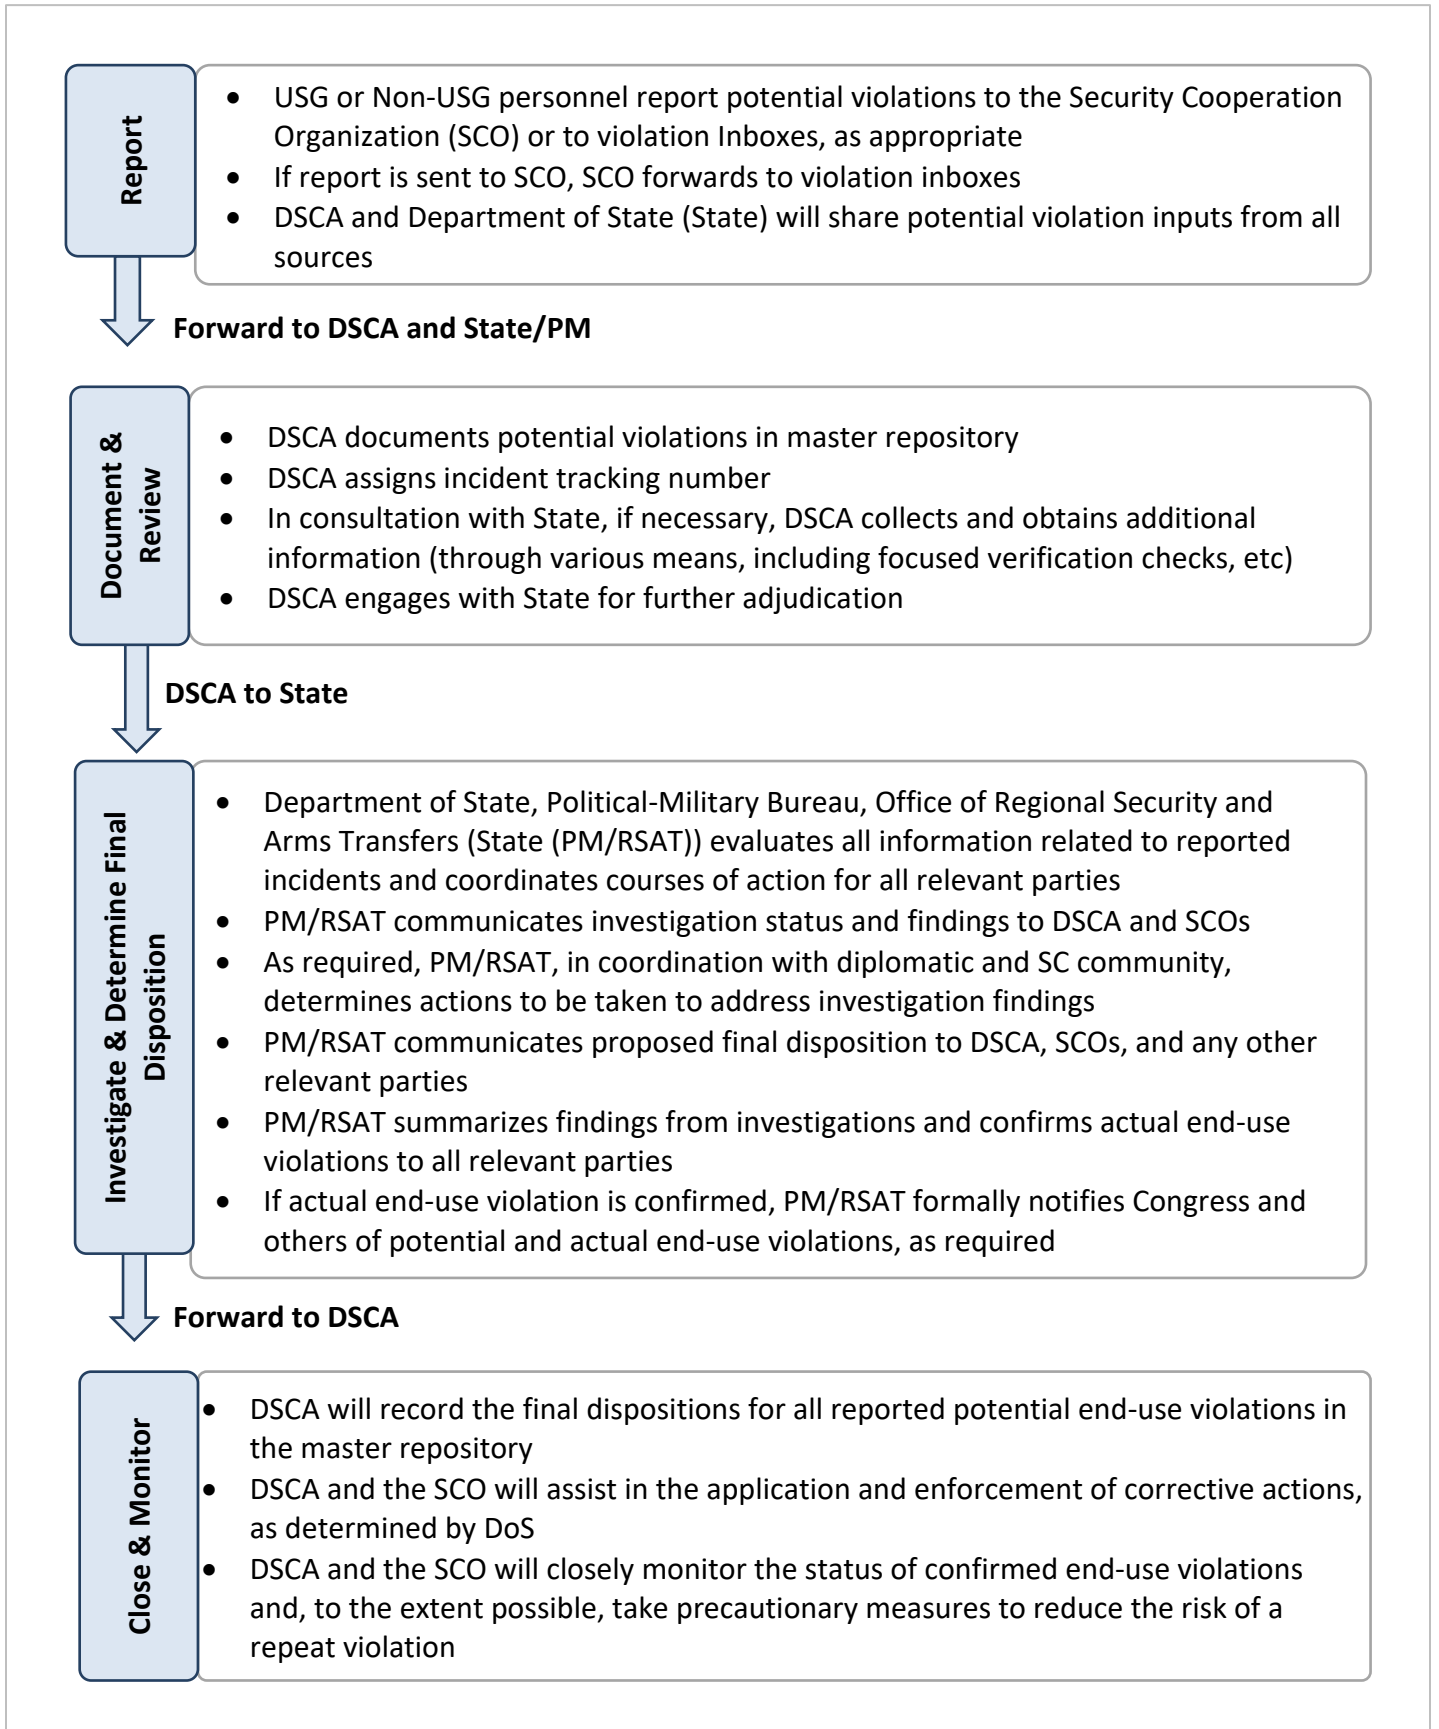 Report
• USG or Non-USG personnel report potential violations to the Security Cooperation
Organization (SCO) or to violation Inboxes, as appropriate
• If report is sent to SCO, SCO forwards to violation inboxes
• DSCA and Department of State (State) will share potential violation inputs from all
sources
Forward to DSCA and State/PM
Document &
Review
• DSCA documents potential violations in master repository
• DSCA assigns incident tracking number
• In consultation with State, if necessary, DSCA collects and obtains additional
information (through various means, including focused verification checks, etc)
• DSCA engages with State for further adjudication
DSCA to State
Investigate & Determine Final
Disposition
• Department of State, Political-Military Bureau, Office of Regional Security and
Arms Transfers (State (PM/RSAT)) evaluates all information related to reported
incidents and coordinates courses of action for all relevant parties
• PM/RSAT communicates investigation status and findings to DSCA and SCOs
• As required, PM/RSAT, in coordination with diplomatic and SC community,
determines actions to be taken to address investigation findings
• PM/RSAT communicates proposed final disposition to DSCA, SCOs, and any other
relevant parties
• PM/RSAT summarizes findings from investigations and confirms actual end-use
violations to all relevant parties
• If actual end-use violation is confirmed, PM/RSAT formally notifies Congress and
others of potential and actual end-use violations, as required
Forward to DSCA
Close & Monitor
• DSCA will record the final dispositions for all reported potential end-use violations in
the master repository
• DSCA and the SCO will assist in the application and enforcement of corrective actions,
as determined by DoS
• DSCA and the SCO will closely monitor the status of confirmed end-use violations
and, to the extent possible, take precautionary measures to reduce the risk of a
repeat violation